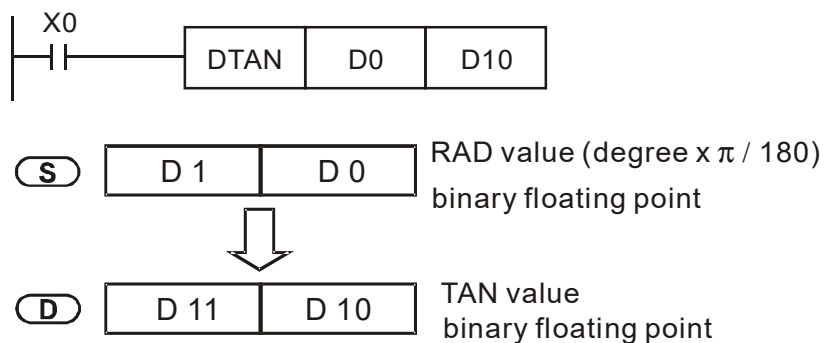 X0
DTAN D0 D10
S D 1 D 0 RAD value (degree x π / 180)
binary floating point
D D 11 D 10 TAN value
binary floating point